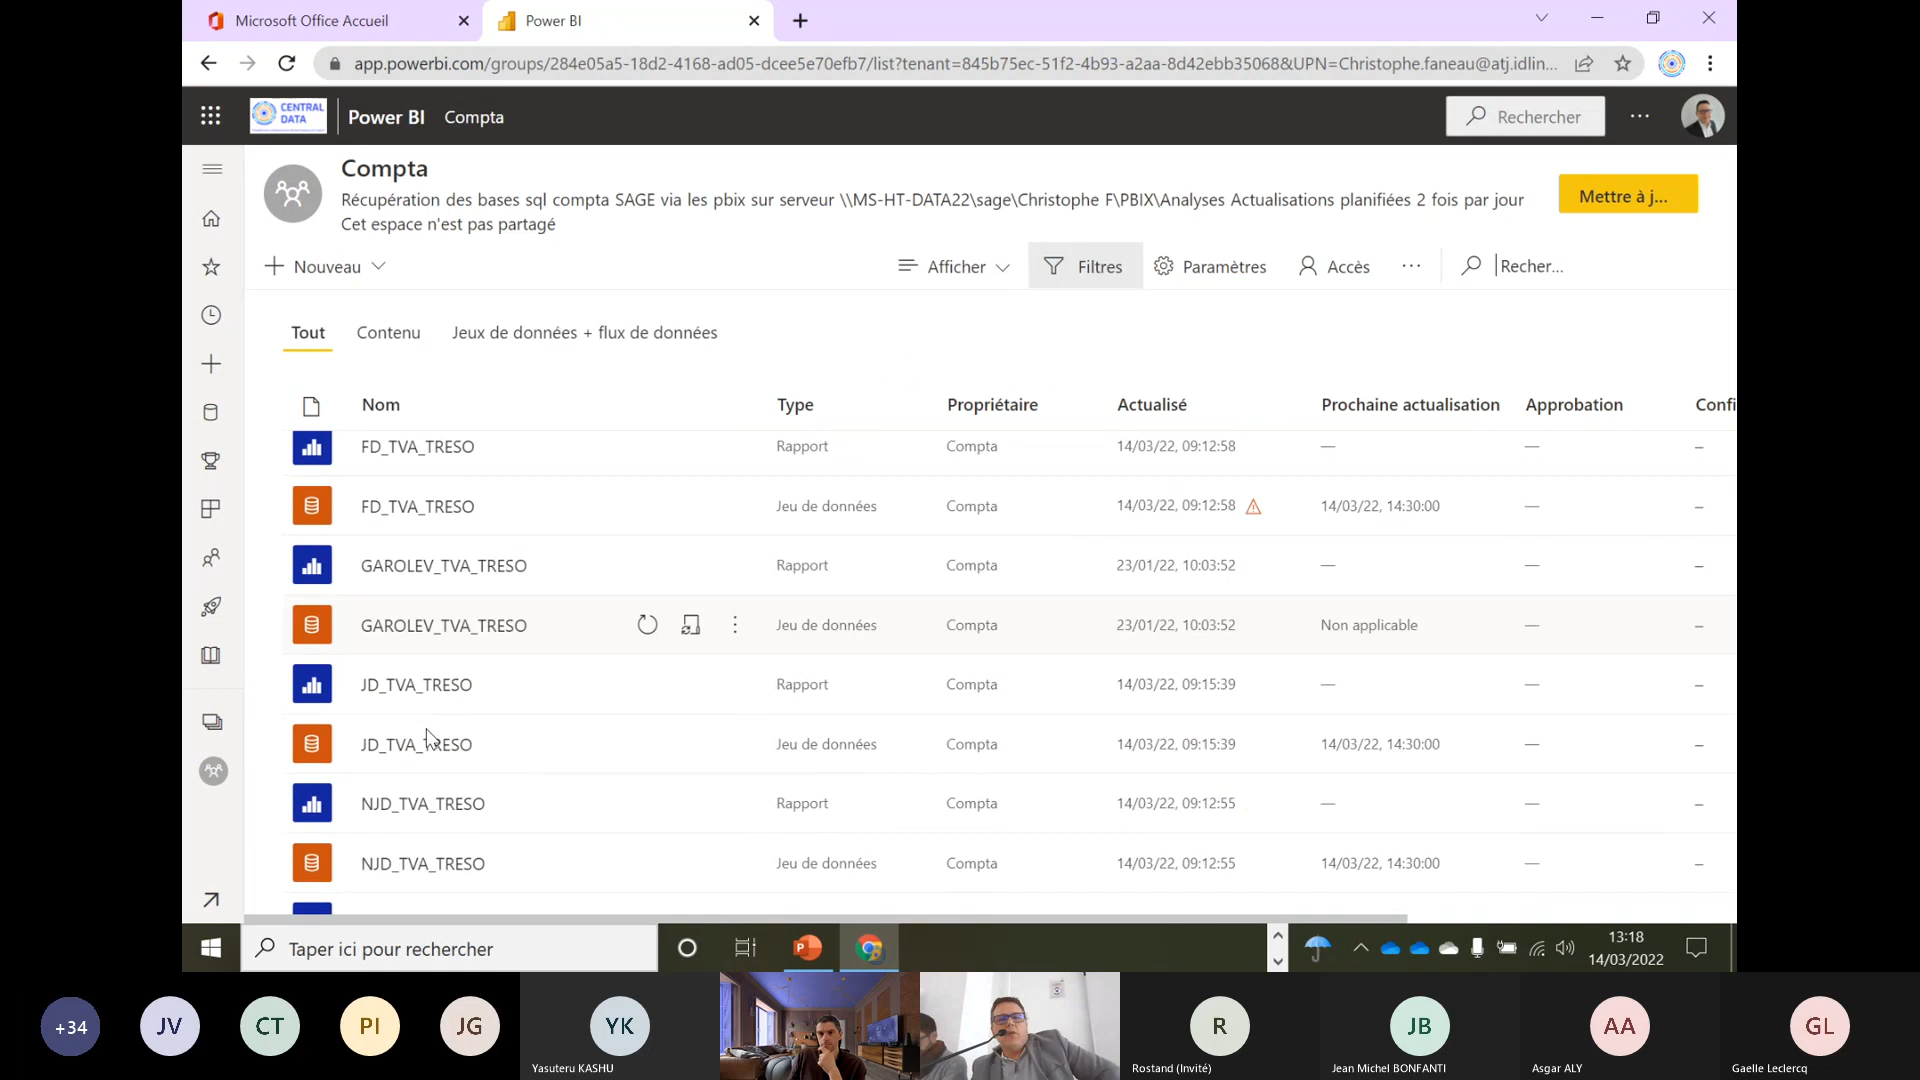 Microsoft Office Accueil
Power BI
app.powerbi.com/groups/284e05a5-18d2-4168-ad05-dcee5e70efb7/list?tenant=845b75ec-51f2-4b93-a2aa-8d42ebb35068&UPN=Christophe.faneau@atj.idlin...
CENTRAL
DATA
Power BI Compta
Rechercher
Compta
Récupération des bases sql compta SAGE via les pbix sur serveur \\MS-HT-DATA22\sage\Christophe F\PBIX\Analyses Actualisations planifiées 2 fois par jour
Cet espace n'est pas partagé
Mettre à j...
Nouveau
Afficher
Filtres
Paramètres
Accès
Recher...
Tout Contenu Jeux de données + flux de données
Nom Type Propriétaire Actualisé Prochaine actualisation Approbation Confi
FD_TVA_TRESO Rapport Compta 14/03/22, 09:12:58 — — –
FD_TVA_TRESO Jeu de données Compta 14/03/22, 09:12:58 14/03/22, 14:30:00 — –
GAROLEV_TVA_TRESO Rapport Compta 23/01/22, 10:03:52 — — –
GAROLEV_TVA_TRESO Jeu de données Compta 23/01/22, 10:03:52 Non applicable — –
JD_TVA_TRESO Rapport Compta 14/03/22, 09:15:39 — — –
JD_TVA_TRESO Jeu de données Compta 14/03/22, 09:15:39 14/03/22, 14:30:00 — –
NJD_TVA_TRESO Rapport Compta 14/03/22, 09:12:55 — — –
NJD_TVA_TRESO Jeu de données Compta 14/03/22, 09:12:55 14/03/22, 14:30:00 — –
Taper ici pour rechercher
P
13:18
14/03/2022
+34
JV
CT
PI
JG
YK
Yasuteru KASHU
R
Rostand (Invité)
JB
Jean Michel BONFANTI
AA
Asgar ALY
GL
Gaelle Leclercq